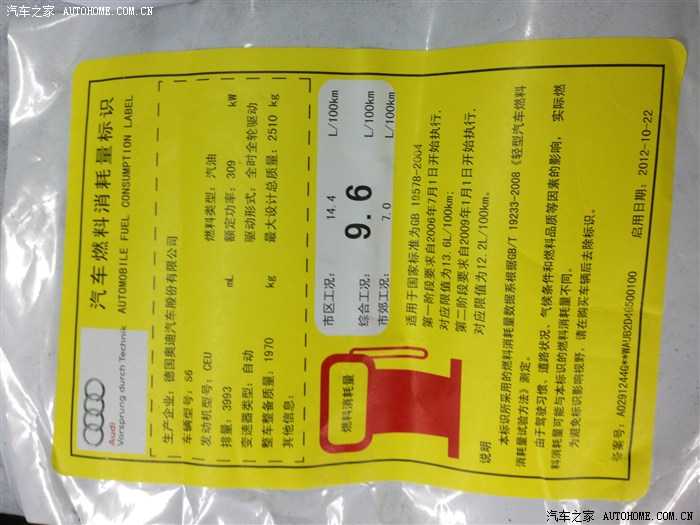 汽车之家 AUTOHOME.COM.CN
Audi
Vorsprung durch Technik
汽车燃料消耗量标识
AUTOMOBILE FUEL CONSUMPTION LABEL
生产企业：德国奥迪汽车股份有限公司
车辆型号：S6 燃料类型：汽油
发动机型号：CEU 额定功率：309 kW
排量：3993 mL 驱动形式：全时全轮驱动
变速器类型：自动 最大设计总质量：2510 kg
整车整备质量：1970 kg
其他信息：
燃料消耗量
市区工况：14.4 L/100km
综合工况：9.6 L/100km
市郊工况：7.0 L/100km
适用于国家标准为GB 19578-2004
第一阶段要求自2006年7月1日开始执行，
对应限值为13.6L/100km；
第二阶段要求自2009年1月1日开始执行，
对应限值为12.2L/100km。
说明
本标识所采用的燃料消耗量数据系根据GB/T 19233-2008《轻型汽车燃料
消耗量试验方法》测定。
由于驾驶习惯、道路状况、气候条件和燃料品质等因素的影响，实际燃
料消耗量可能与本标识的燃料消耗量不同。
为避免标识影响视野，请在购买车辆后去除标识。
备案号：A0291244G**WAUB2D46500100 启用日期：2012-10-22
汽车之家 AUTOHOME.COM.CN